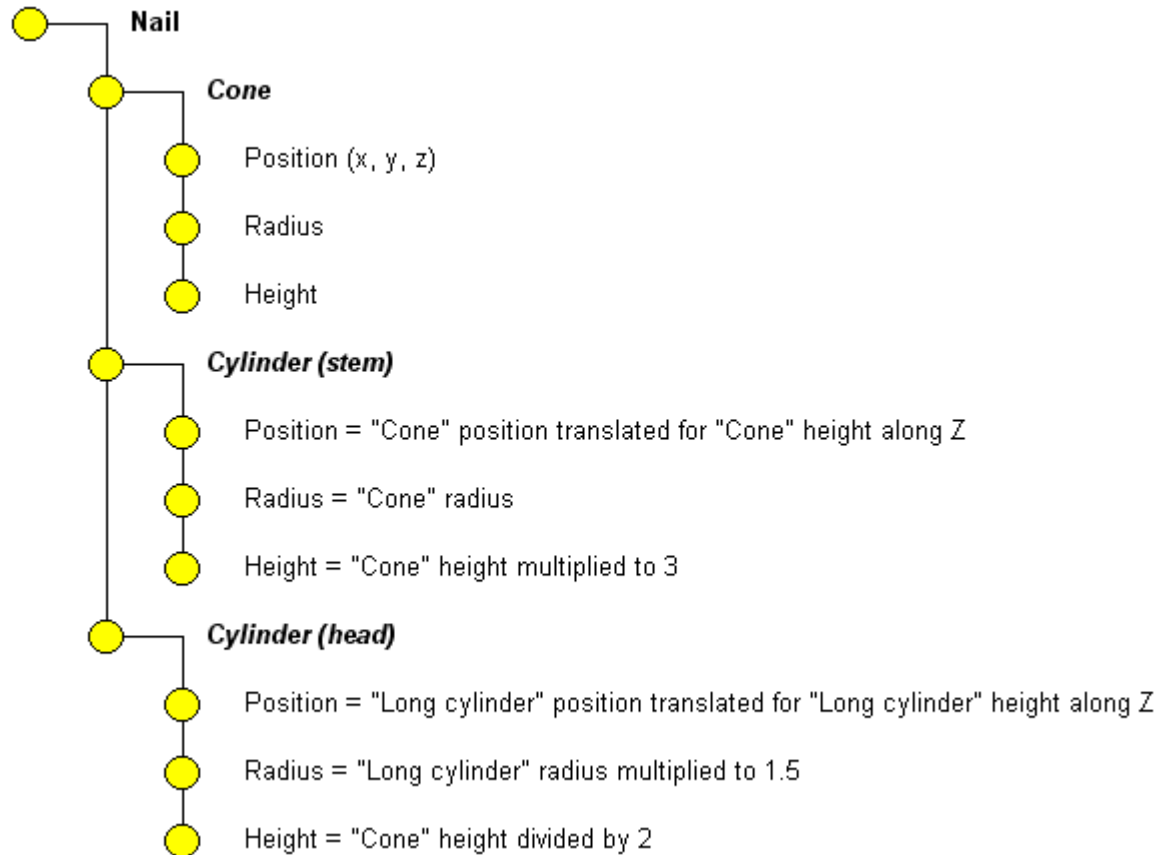 Nail
Cone
Position (x, y, z)
Radius
Height
Cylinder (stem)
Position = "Cone" position translated for "Cone" height along Z
Radius = "Cone" radius
Height = "Cone" height multiplied to 3
Cylinder (head)
Position = "Long cylinder" position translated for "Long cylinder" height along Z
Radius = "Long cylinder" radius multiplied to 1.5
Height = "Cone" height divided by 2